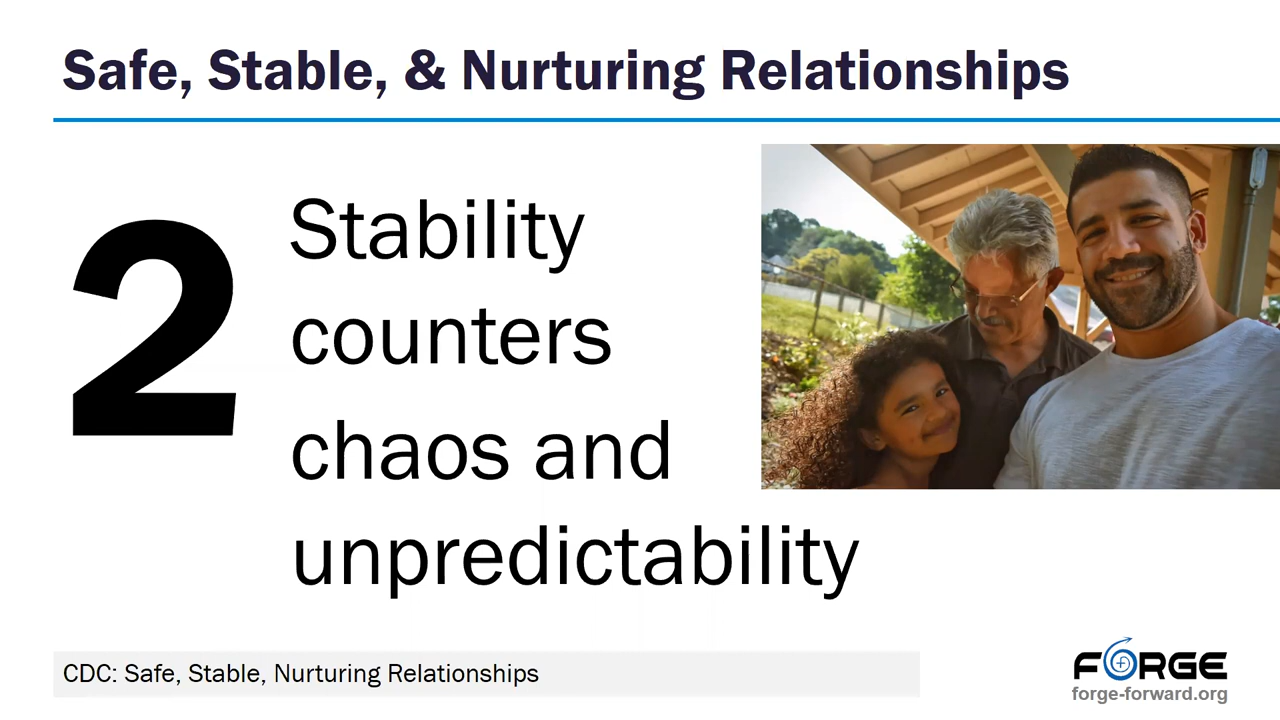 Safe, Stable, & Nurturing Relationships
2
Stability
counters
chaos and
unpredictability
CDC: Safe, Stable, Nurturing Relationships
FORGE
forge-forward.org